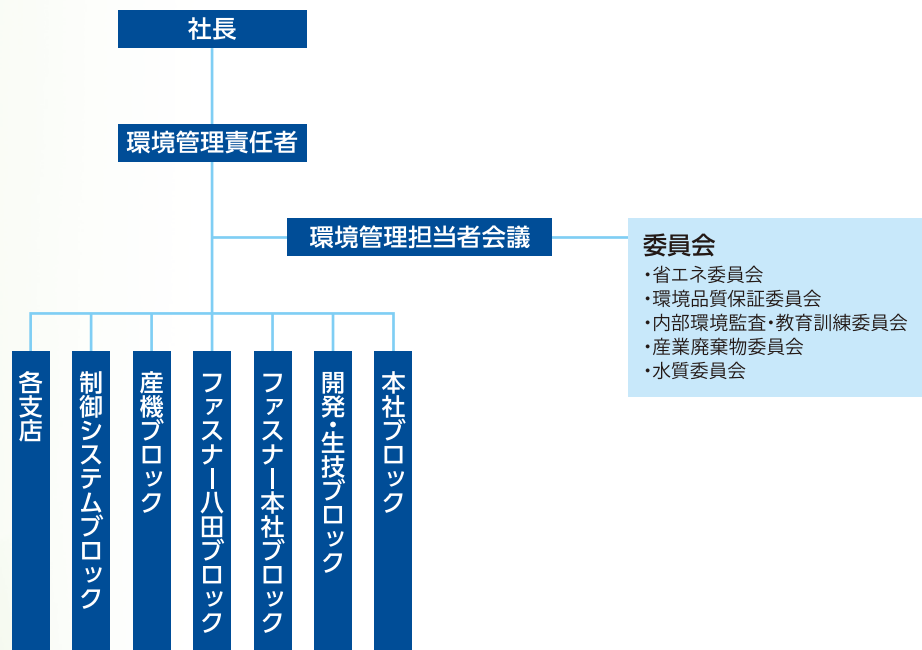 社長
環境管理責任者
環境管理担当者会議
委員会
・省エネ委員会
・環境品質保証委員会
・内部環境監査・教育訓練委員会
・産業廃棄物委員会
・水質委員会
各支店
制御システムブロック
産機ブロック
ファスナー八田ブロック
ファスナー本社ブロック
開発・生技ブロック
本社ブロック